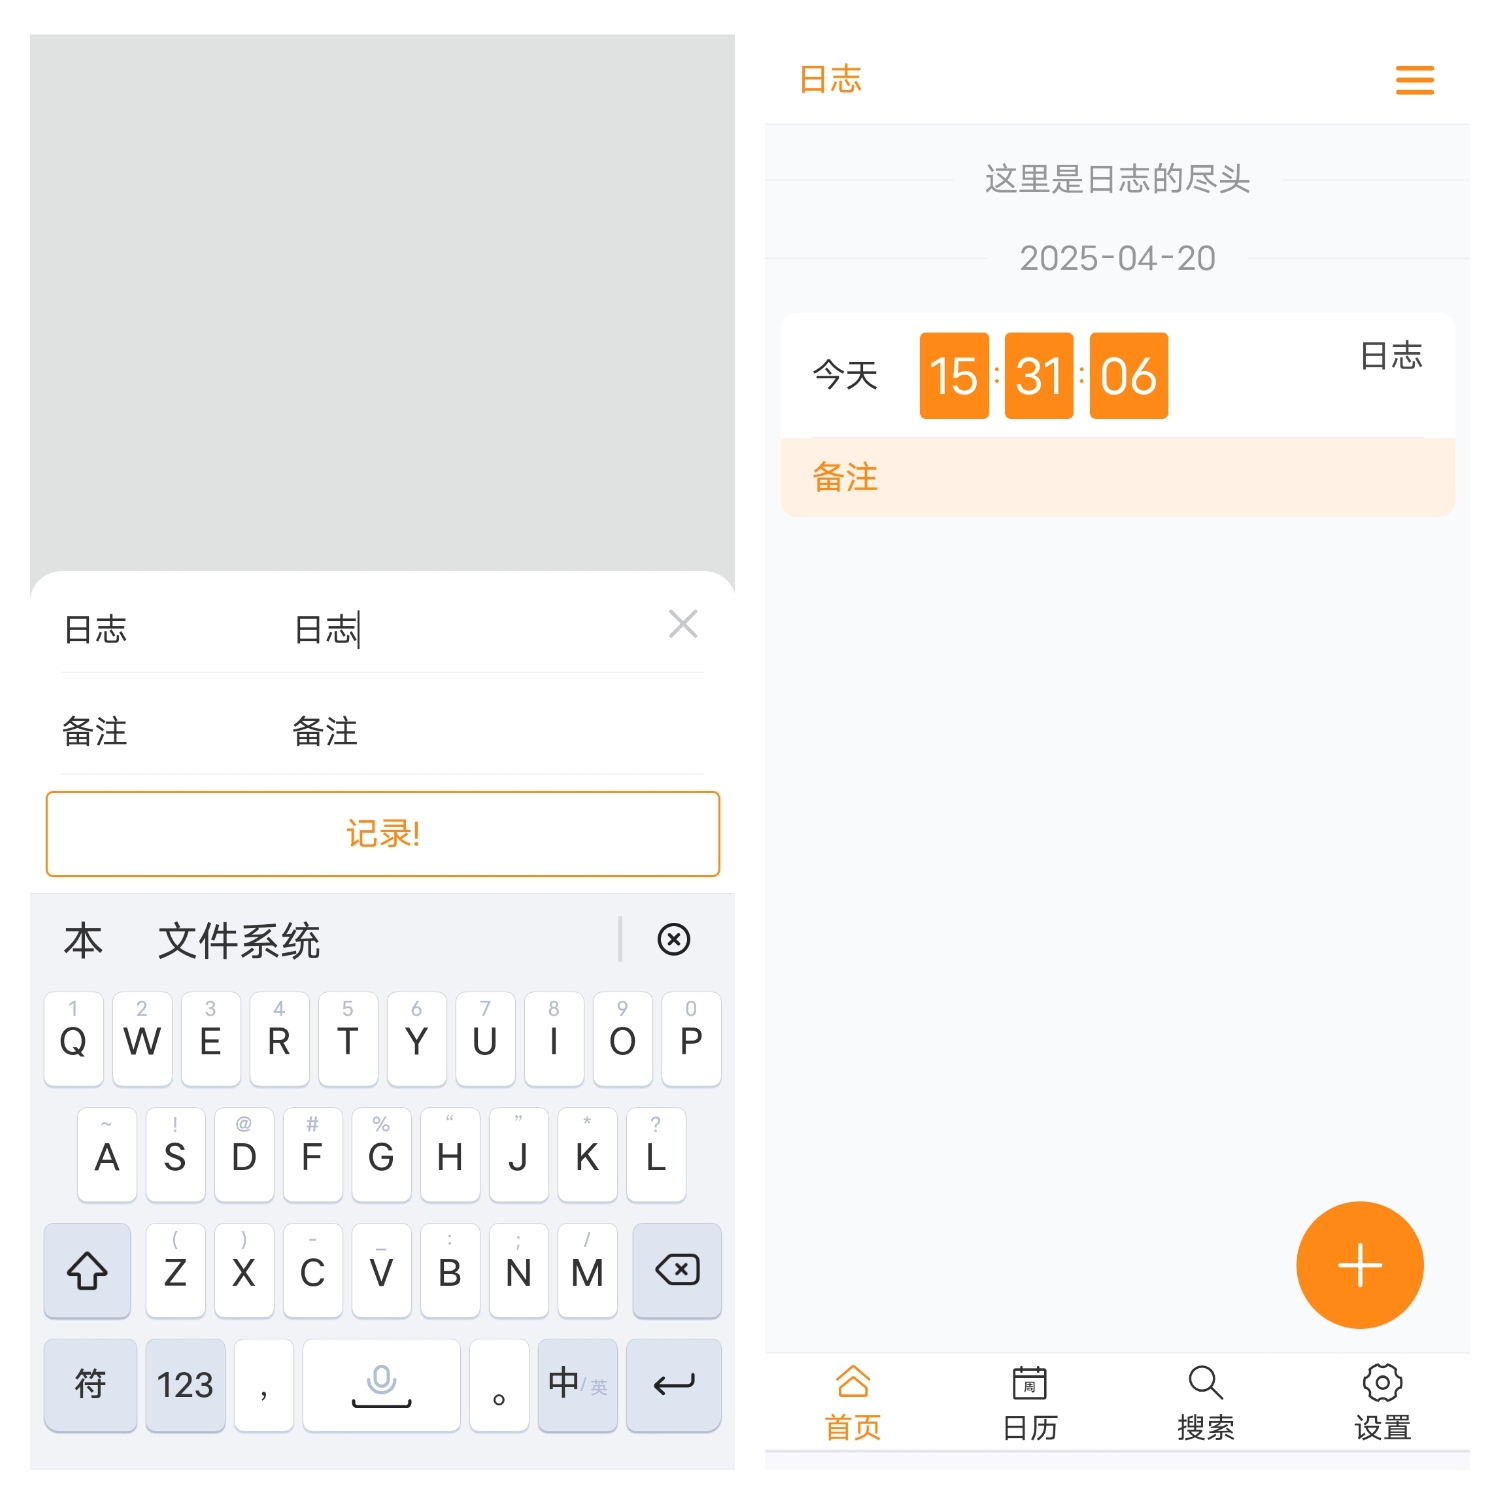 日志 日志
备注 备注
记录!
本 文件系统
1 2 3 4 5 6 7 8 9 0
Q W E R T Y U I O P
~ ! @ # % “ ” * ?
A S D F G H J K L
( ) - _ : ; /
Z X C V B N M
符 123 , 。 中/英
日志
这里是日志的尽头
2025-04-20
今天 15:31:06 日志
备注
周
首页 日历 搜索 设置